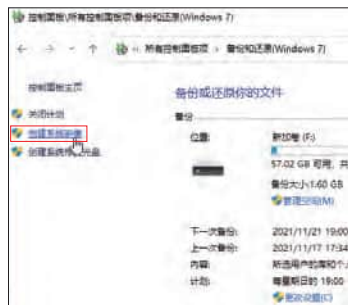 控制面板\所有控制面板项\备份和还原(Windows 7)
所有控制面板项 › 备份和还原(Windows 7)
控制面板主页
关闭计划
创建系统映像
创建系统修复光盘
备份或还原你的文件
备份
位置: 新加卷 (F:)
57.02 GB 可用，共
备份大小:1.60 GB
管理空间(M)
下一次备份: 2021/11/21 19:00
上一次备份: 2021/11/17 17:34
内容: 所选用户的库和个人
计划: 每星期日的 19:00
更改设置(C)